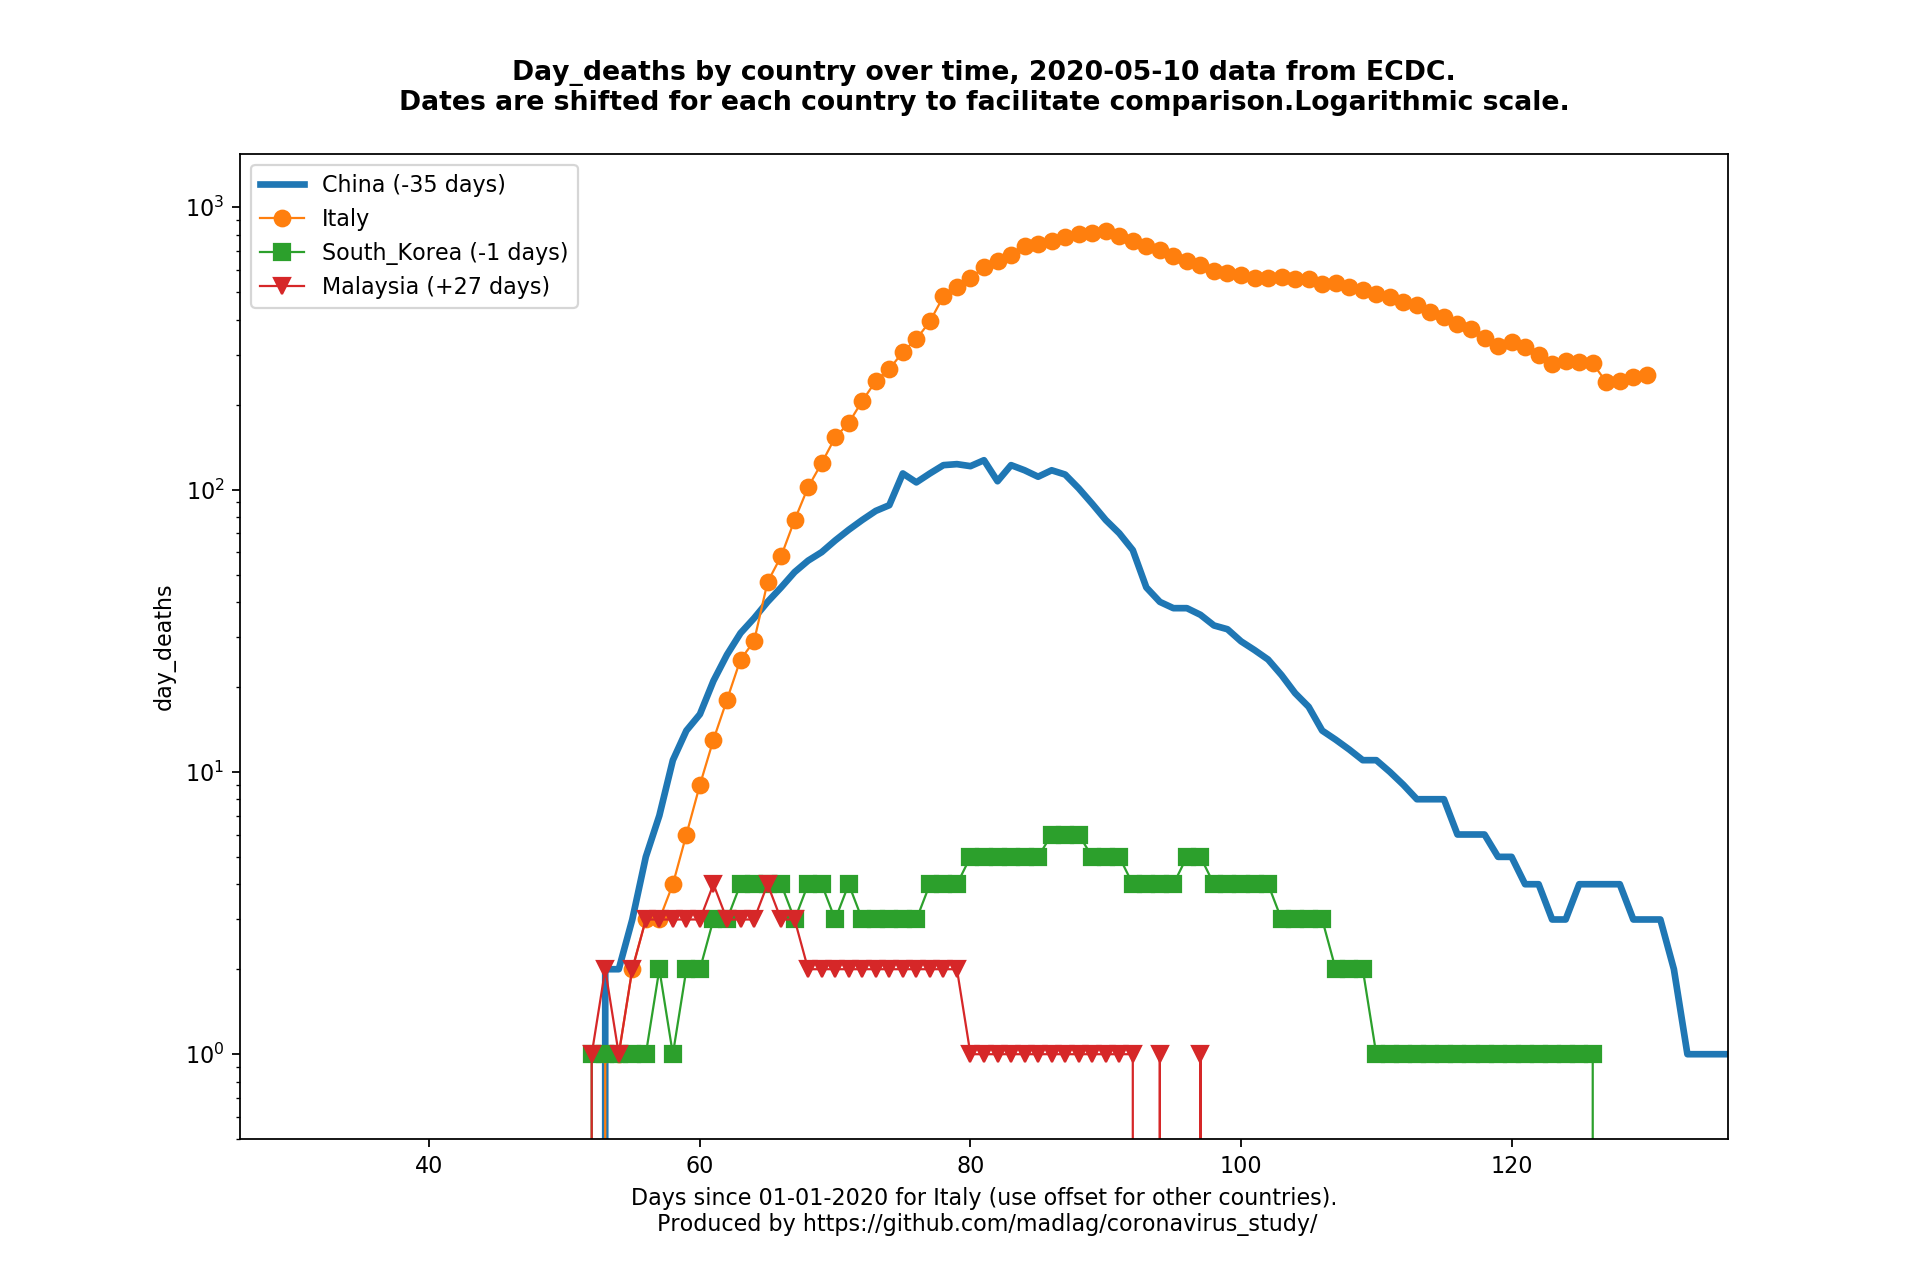 Day_deaths by country over time, 2020-05-10 data from ECDC.
Dates are shifted for each country to facilitate comparison.Logarithmic scale.
China (-35 days)
Italy
South_Korea (-1 days)
Malaysia (+27 days)
10³
10²
10¹
10⁰
day_deaths
40 60 80 100 120
Days since 01-01-2020 for Italy (use offset for other countries).
Produced by https://github.com/madlag/coronavirus_study/